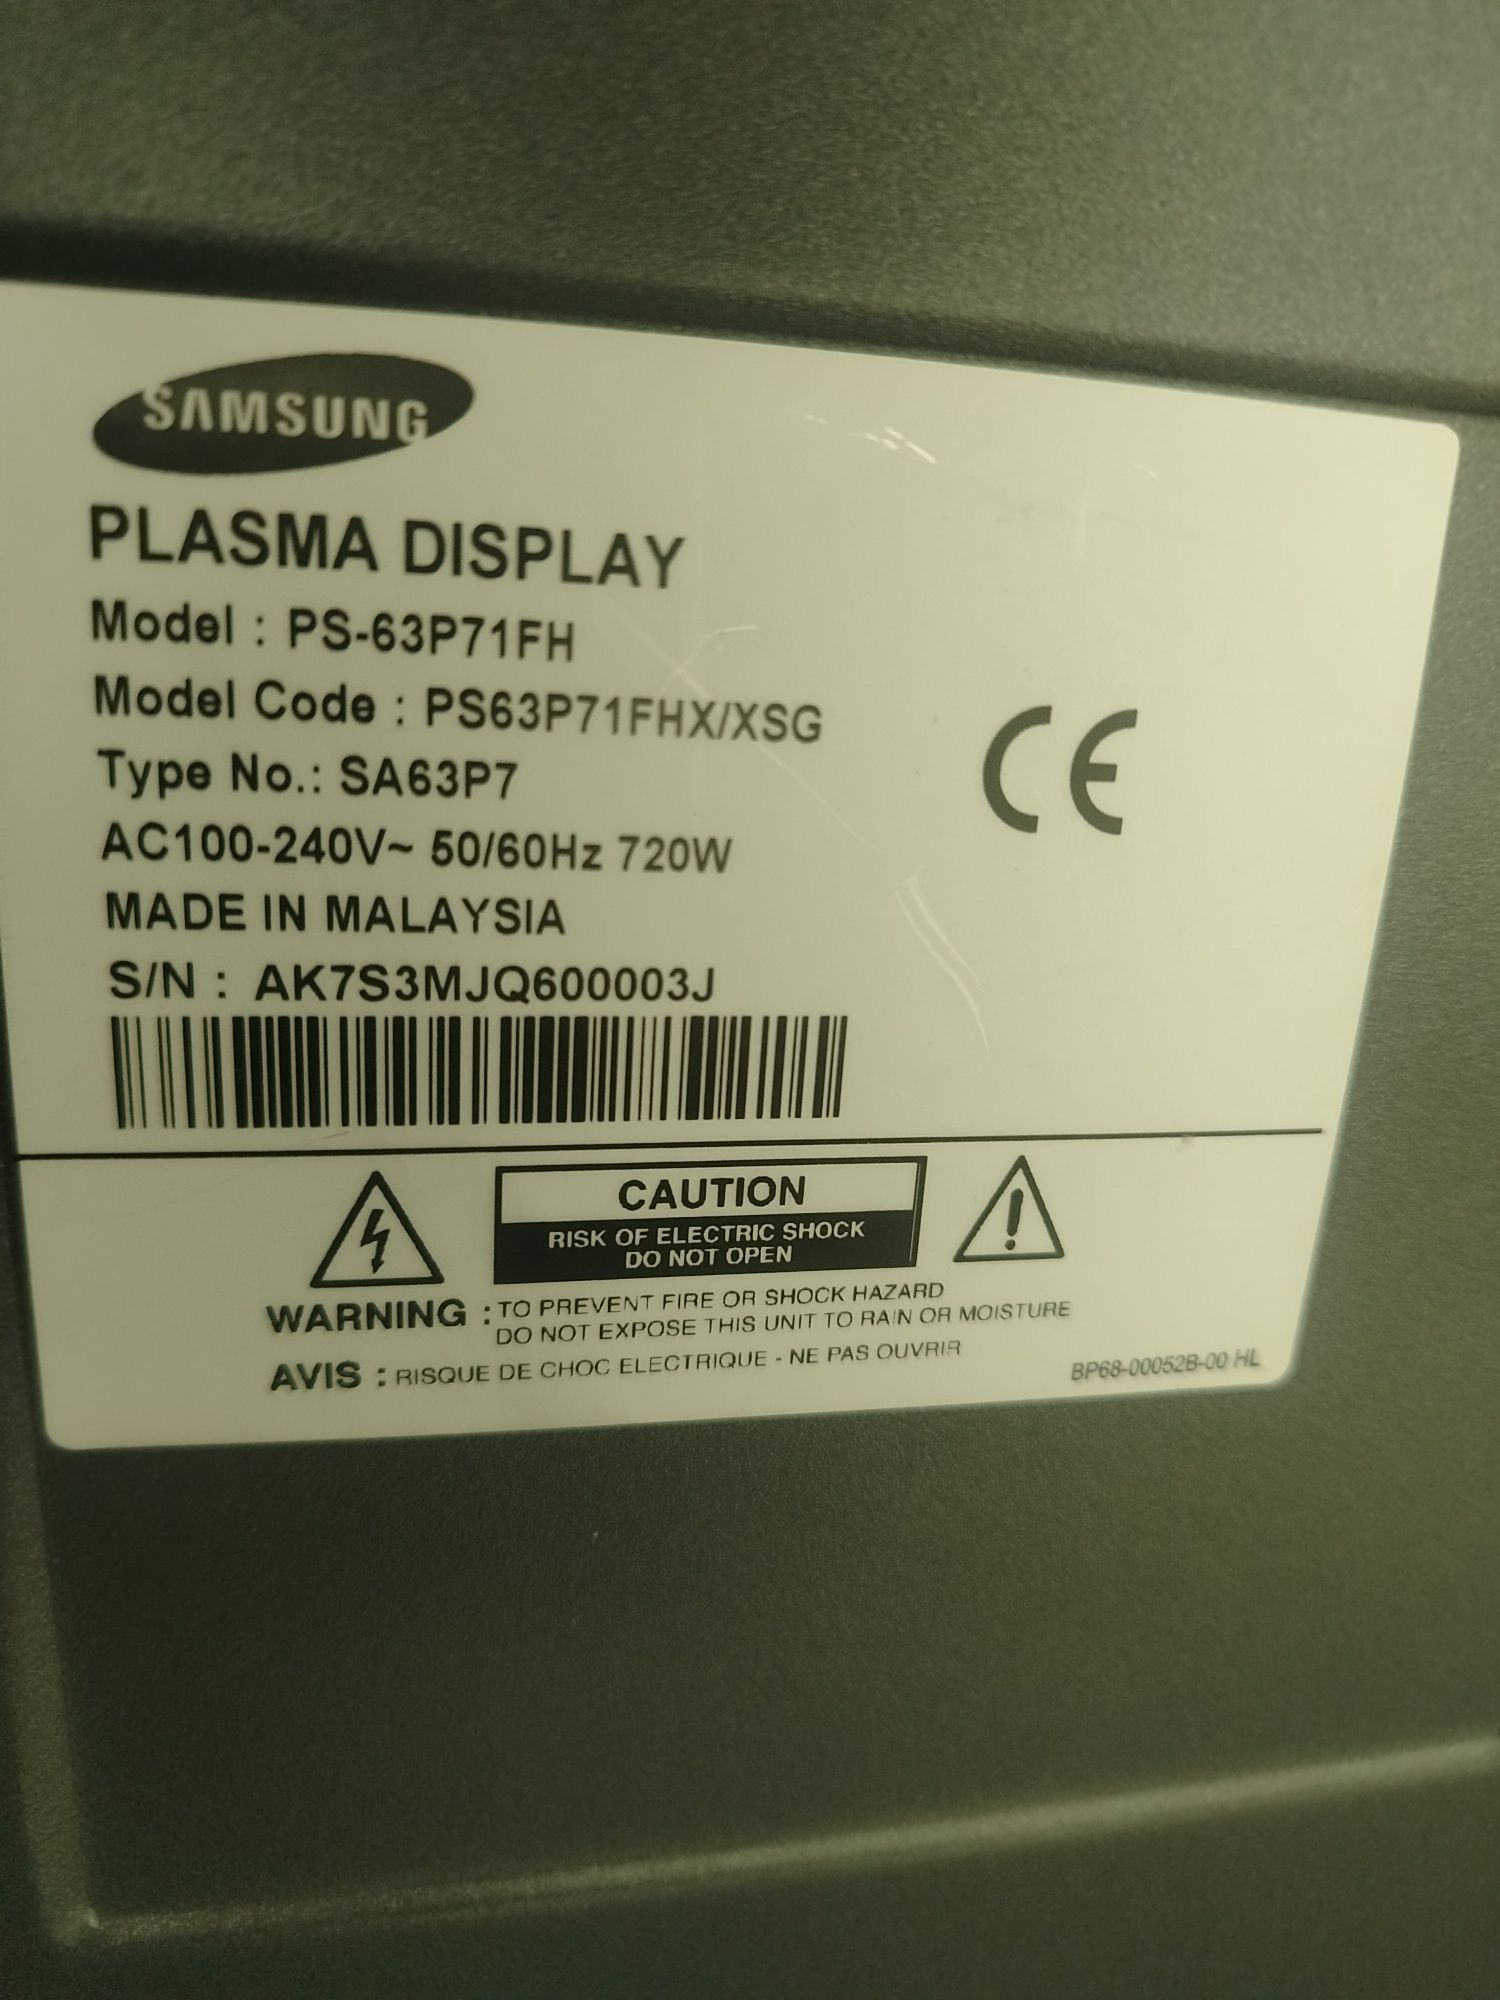 SAMSUNG
PLASMA DISPLAY
Model : PS-63P71FH
Model Code : PS63P71FHX/XSG
Type No.: SA63P7
AC100-240V~ 50/60Hz 720W
MADE IN MALAYSIA
S/N : AK7S3MJQ600003J
CE
CAUTION
RISK OF ELECTRIC SHOCK
DO NOT OPEN
WARNING : TO PREVENT FIRE OR SHOCK HAZARD
DO NOT EXPOSE THIS UNIT TO RAIN OR MOISTURE
AVIS : RISQUE DE CHOC ELECTRIQUE - NE PAS OUVRIR
BP68-00052B-00 HL